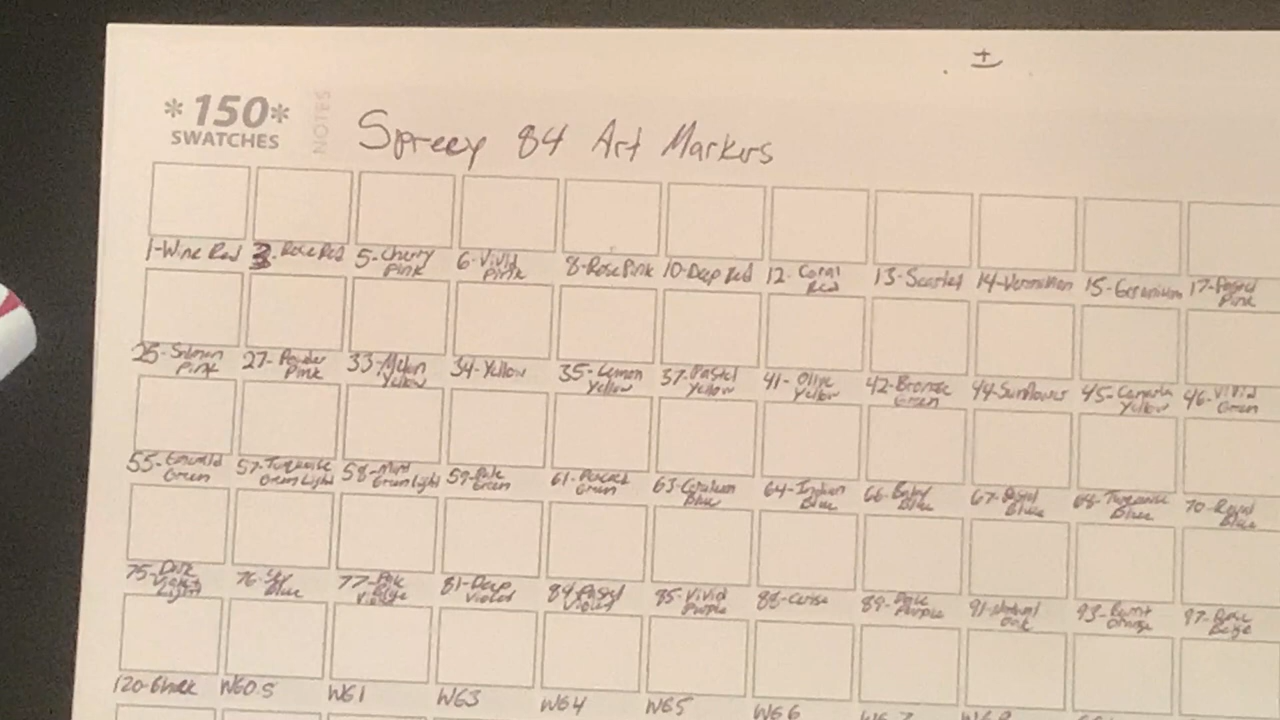 *150*
SWATCHES
NOTES
Spreey 84 Art Markers
1-Wine Red 3-Rose Red 5-Cherry Pink 6-Vivid Pink 8-Rose Pink 10-Deep Red 12-Coral Red 13-Scarlet 14-Vermilion 15-Geranium 17-Pastel Pink
25-Salmon Pink 27-Powder Pink 33-Melon Yellow 34-Yellow 35-Lemon Yellow 37-Pastel Yellow 41-Olive Yellow 42-Bronze Green 44-Sunflower 45-Canaria Yellow 46-Vivid Green
55-Emerald Green 57-Turquoise Green Light 58-Mint Green Light 59-Pale Green 61-Peacock Green 63-Cerulean Blue 64-Indian Blue 66-Baby Blue 67-Pastel Blue 68-Turquoise Blue 70-Royal Blue
75-Dark Violet Light 76-Sky Blue 77-Pale Blue Violet 81-Deep Violet 84-Pastel Violet 85-Vivid Purple 88-Cerise 89-Pale Purple 91-Natural Oak 93-Burnt Orange 97-Rose Beige
120-Black WG0.5 WG1 WG3 WG4 WG5 WG6 WG7